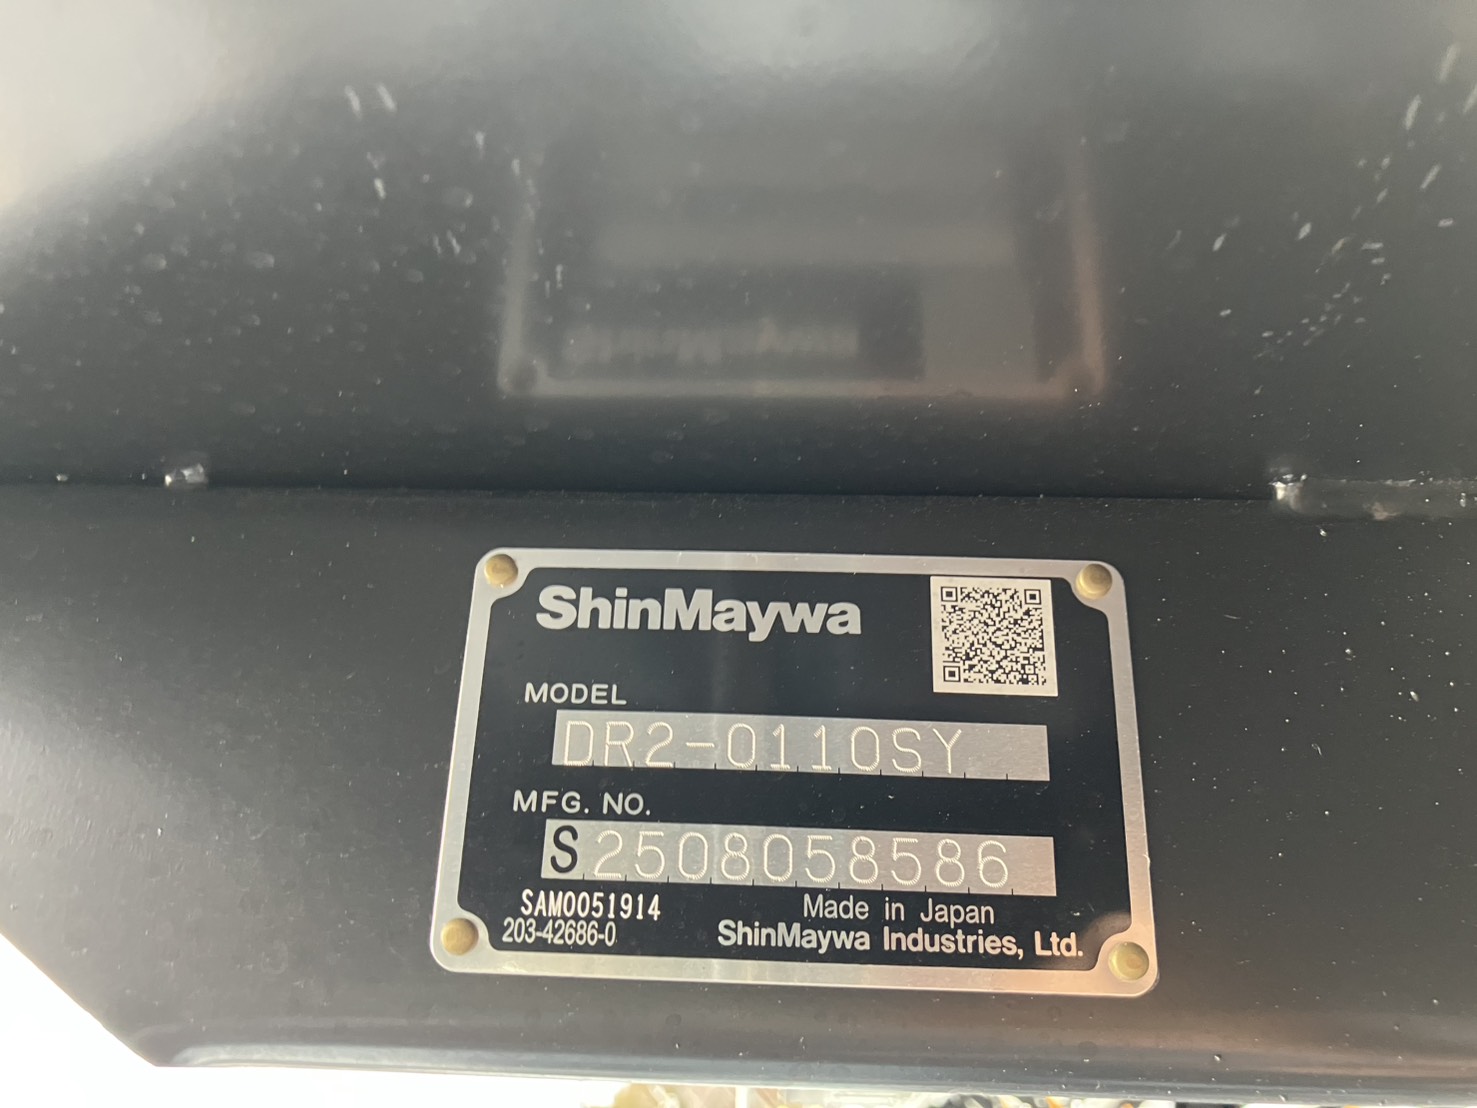 ShinMaywa
MODEL
DR2-0110SY
MFG. NO.
S2508058586
SAM0051914
Made in Japan
203-42686-0
ShinMaywa Industries, Ltd.